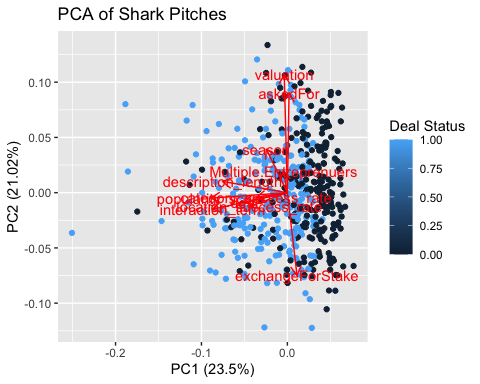 PCA of Shark Pitches
valuation
askedFor
season
Multiple_Entreprenuers
description_length
exchangeForStake
0.10
0.05
0.00
-0.05
-0.10
PC2 (21.02%)
-0.2
-0.1
0.0
PC1 (23.5%)
Deal Status
1.00
0.75
0.50
0.25
0.00